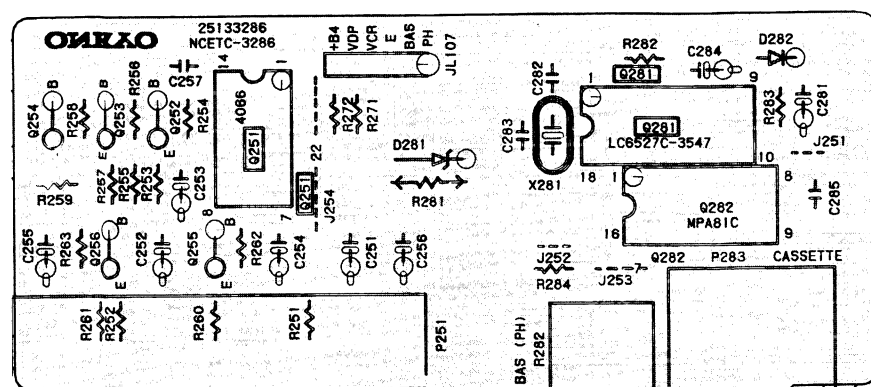 ONKYO
25133286
NCETC-3286
+B4
VDP
VCR
E
BAS
PH
JL107
R282
C284
D282
C282
Q281
1
9
14
1
C257
R256
B
B
B
Q254
R258
Q253
Q252
R254
4066
Q251
R272
R271
C283
Q281
LC6527C-3547
R283
C281
J251
D281
E
E
22
18
10
X281
R259
R257
R255
R253
C253
Q251
J254
R281
1
8
Q282
MPA81C
C285
7
16
9
C255
R263
Q256
B
C252
Q255
8
B
R262
C254
C251
C256
E
E
J252
R284
J253
7
Q282
P283
CASSETTE
R261
R252
R260
R251
P251
BAS (PH)
R282